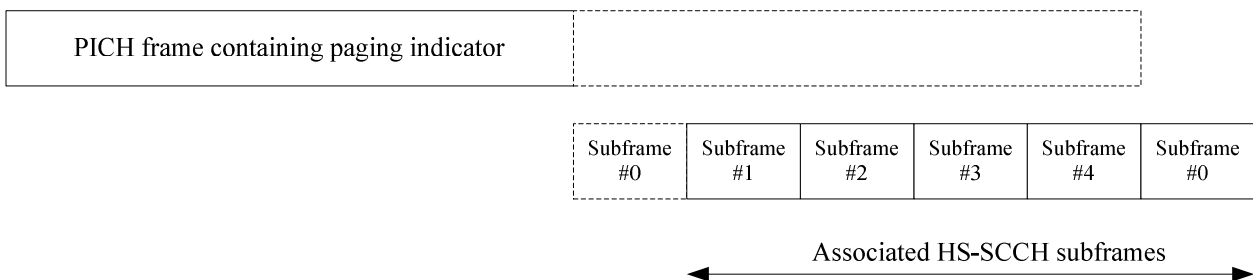 PICH frame containing paging indicator
Subframe Subframe Subframe Subframe Subframe Subframe
#0 #1 #2 #3 #4 #0
Associated HS-SCCH subframes